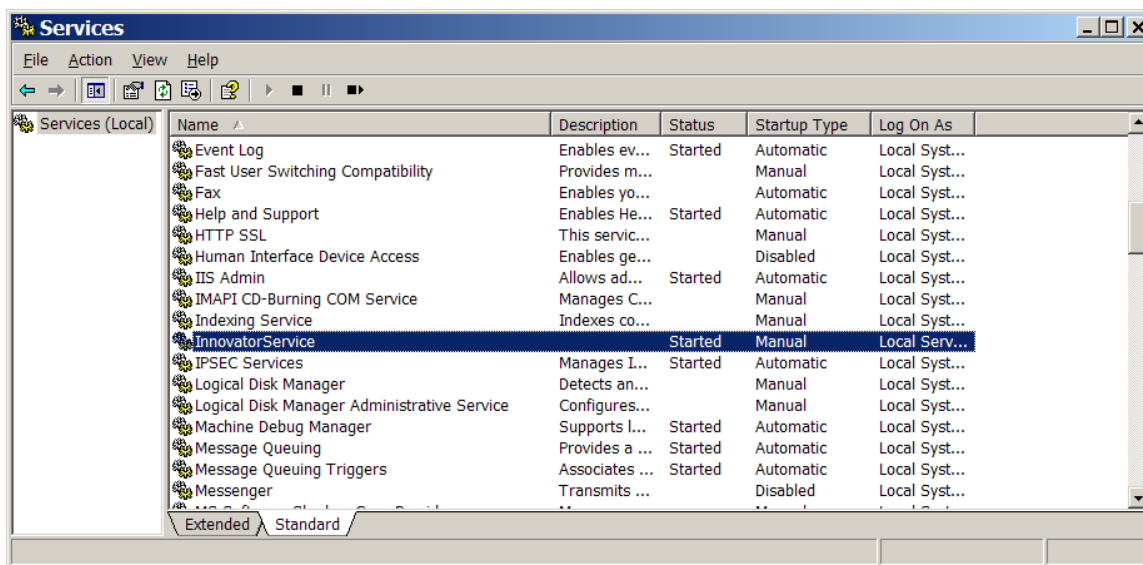 Services
File Action View Help
Services (Local)
Name Description Status Startup Type Log On As
Event Log Enables ev... Started Automatic Local Syst...
Fast User Switching Compatibility Provides m... Manual Local Syst...
Fax Enables yo... Automatic Local Syst...
Help and Support Enables He... Started Automatic Local Syst...
HTTP SSL This servic... Manual Local Syst...
Human Interface Device Access Enables ge... Disabled Local Syst...
IIS Admin Allows ad... Started Automatic Local Syst...
IMAPI CD-Burning COM Service Manages C... Manual Local Syst...
Indexing Service Indexes co... Manual Local Syst...
InnovatorService Started Manual Local Serv...
IPSEC Services Manages I... Started Automatic Local Syst...
Logical Disk Manager Detects an... Manual Local Syst...
Logical Disk Manager Administrative Service Configures... Manual Local Syst...
Machine Debug Manager Supports l... Started Automatic Local Syst...
Message Queuing Provides a ... Started Automatic Local Syst...
Message Queuing Triggers Associates ... Started Automatic Local Syst...
Messenger Transmits ... Disabled Local Syst...
Extended Standard